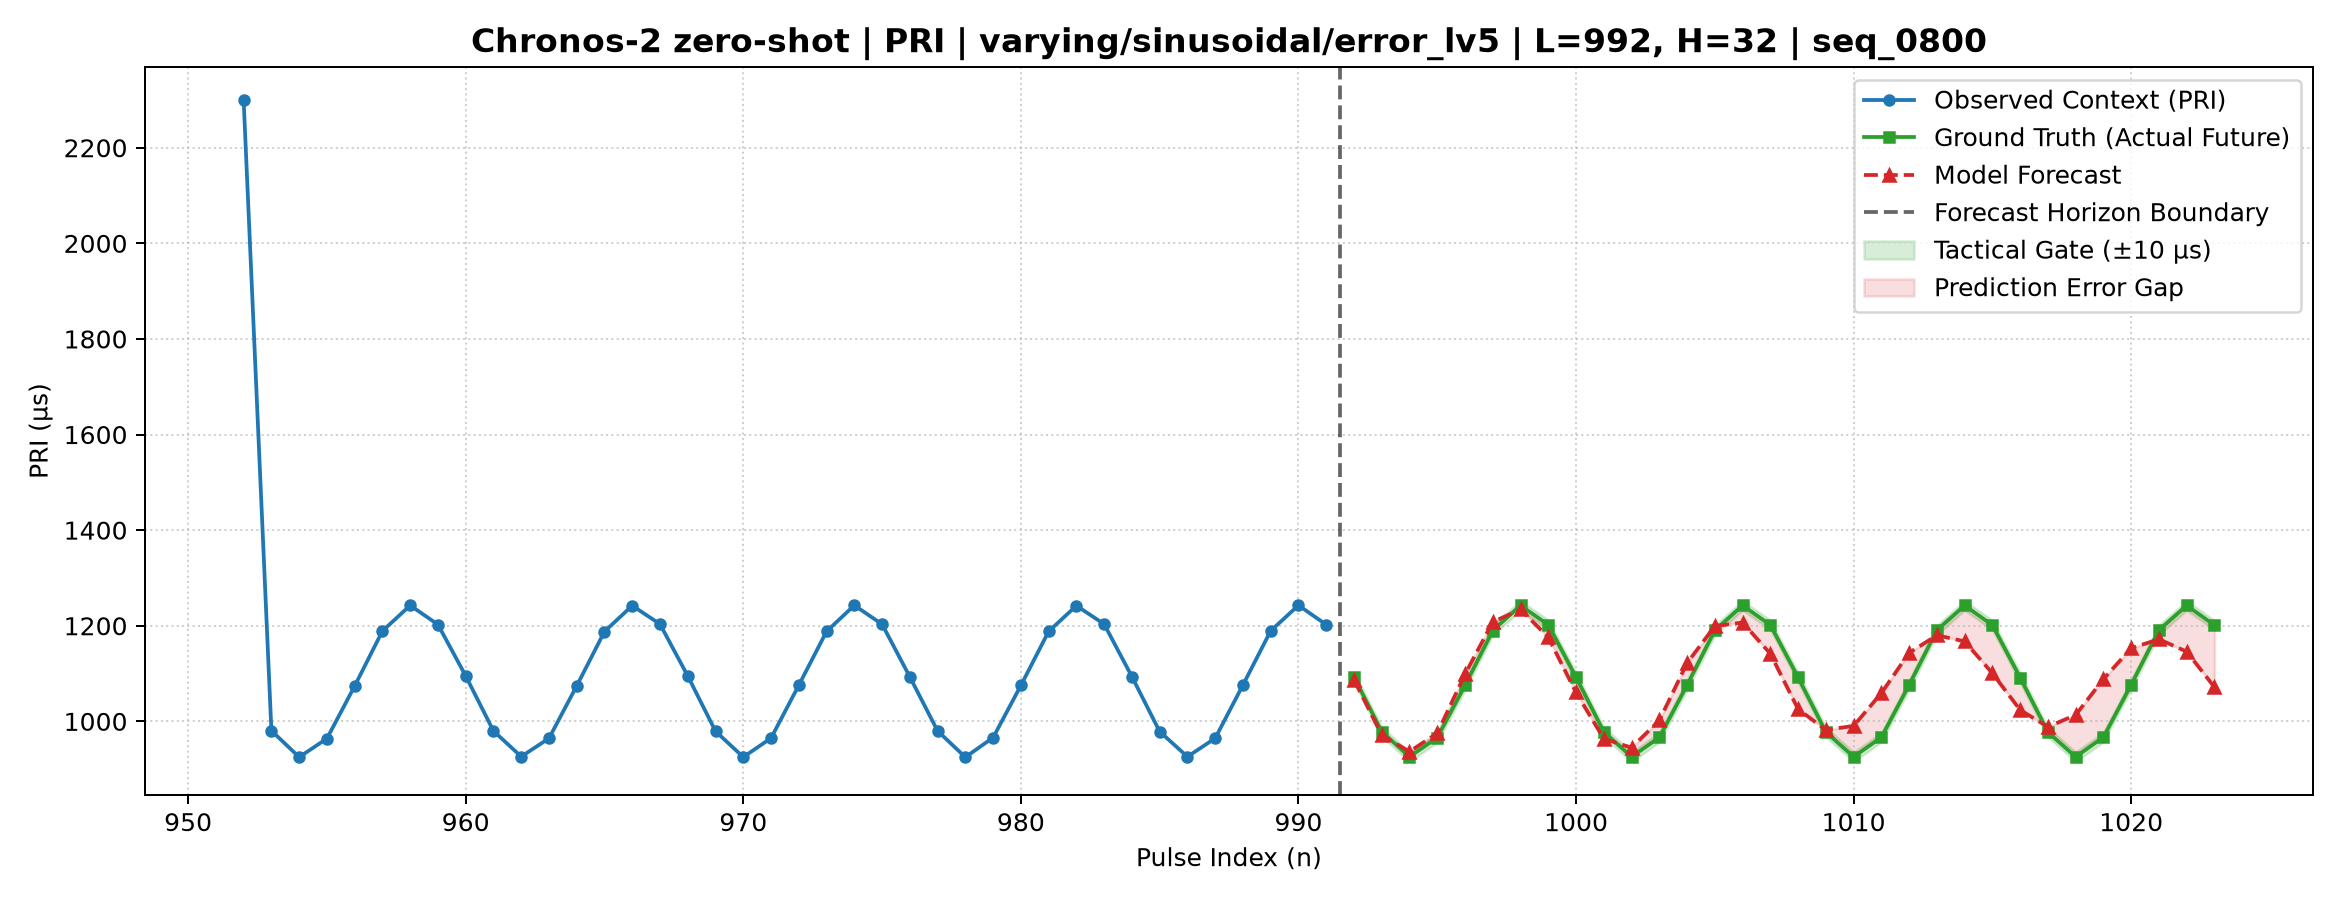 Chronos-2 zero-shot | PRI | varying/sinusoidal/error_lv5 | L=992, H=32 | seq_0800
Observed Context (PRI)
Ground Truth (Actual Future)
Model Forecast
Forecast Horizon Boundary
Tactical Gate (±10 µs)
Prediction Error Gap
PRI (µs)
2200
2000
1800
1600
1400
1200
1000
950 960 970 980 990 1000 1010 1020
Pulse Index (n)